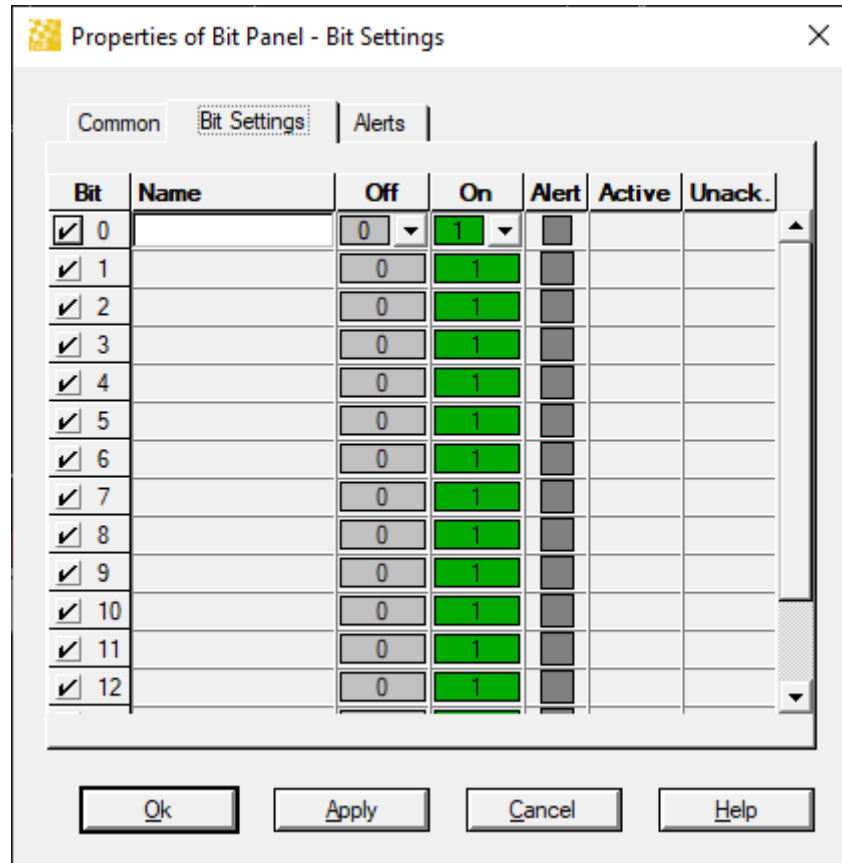 Properties of Bit Panel - Bit Settings
Common Bit Settings Alerts
Bit Name Off On Alert Active Unack.
0 0 1
1 0 1
2 0 1
3 0 1
4 0 1
5 0 1
6 0 1
7 0 1
8 0 1
9 0 1
10 0 1
11 0 1
12 0 1
Ok Apply Cancel Help